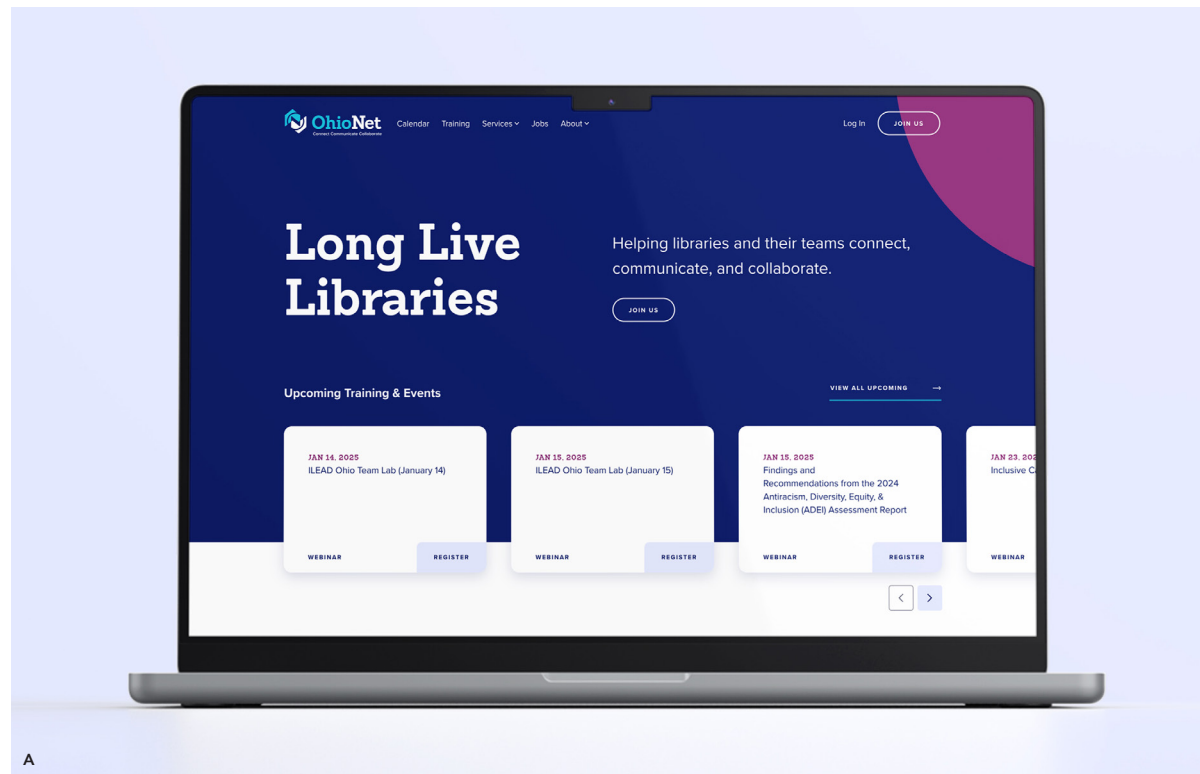 OhioNet
Connect Communicate Collaborate
Calendar Training Services Jobs About
Log In JOIN US
Long Live
Libraries
Helping libraries and their teams connect,
communicate, and collaborate.
JOIN US
Upcoming Training & Events
VIEW ALL UPCOMING
JAN 14, 2025
ILEAD Ohio Team Lab (January 14)
WEBINAR REGISTER
JAN 15, 2025
ILEAD Ohio Team Lab (January 15)
WEBINAR REGISTER
JAN 15, 2025
Findings and
Recommendations from the 2024
Antiracism, Diversity, Equity, &
Inclusion (ADEI) Assessment Report
WEBINAR REGISTER
JAN 23,
Inclusive
WEBINAR
A